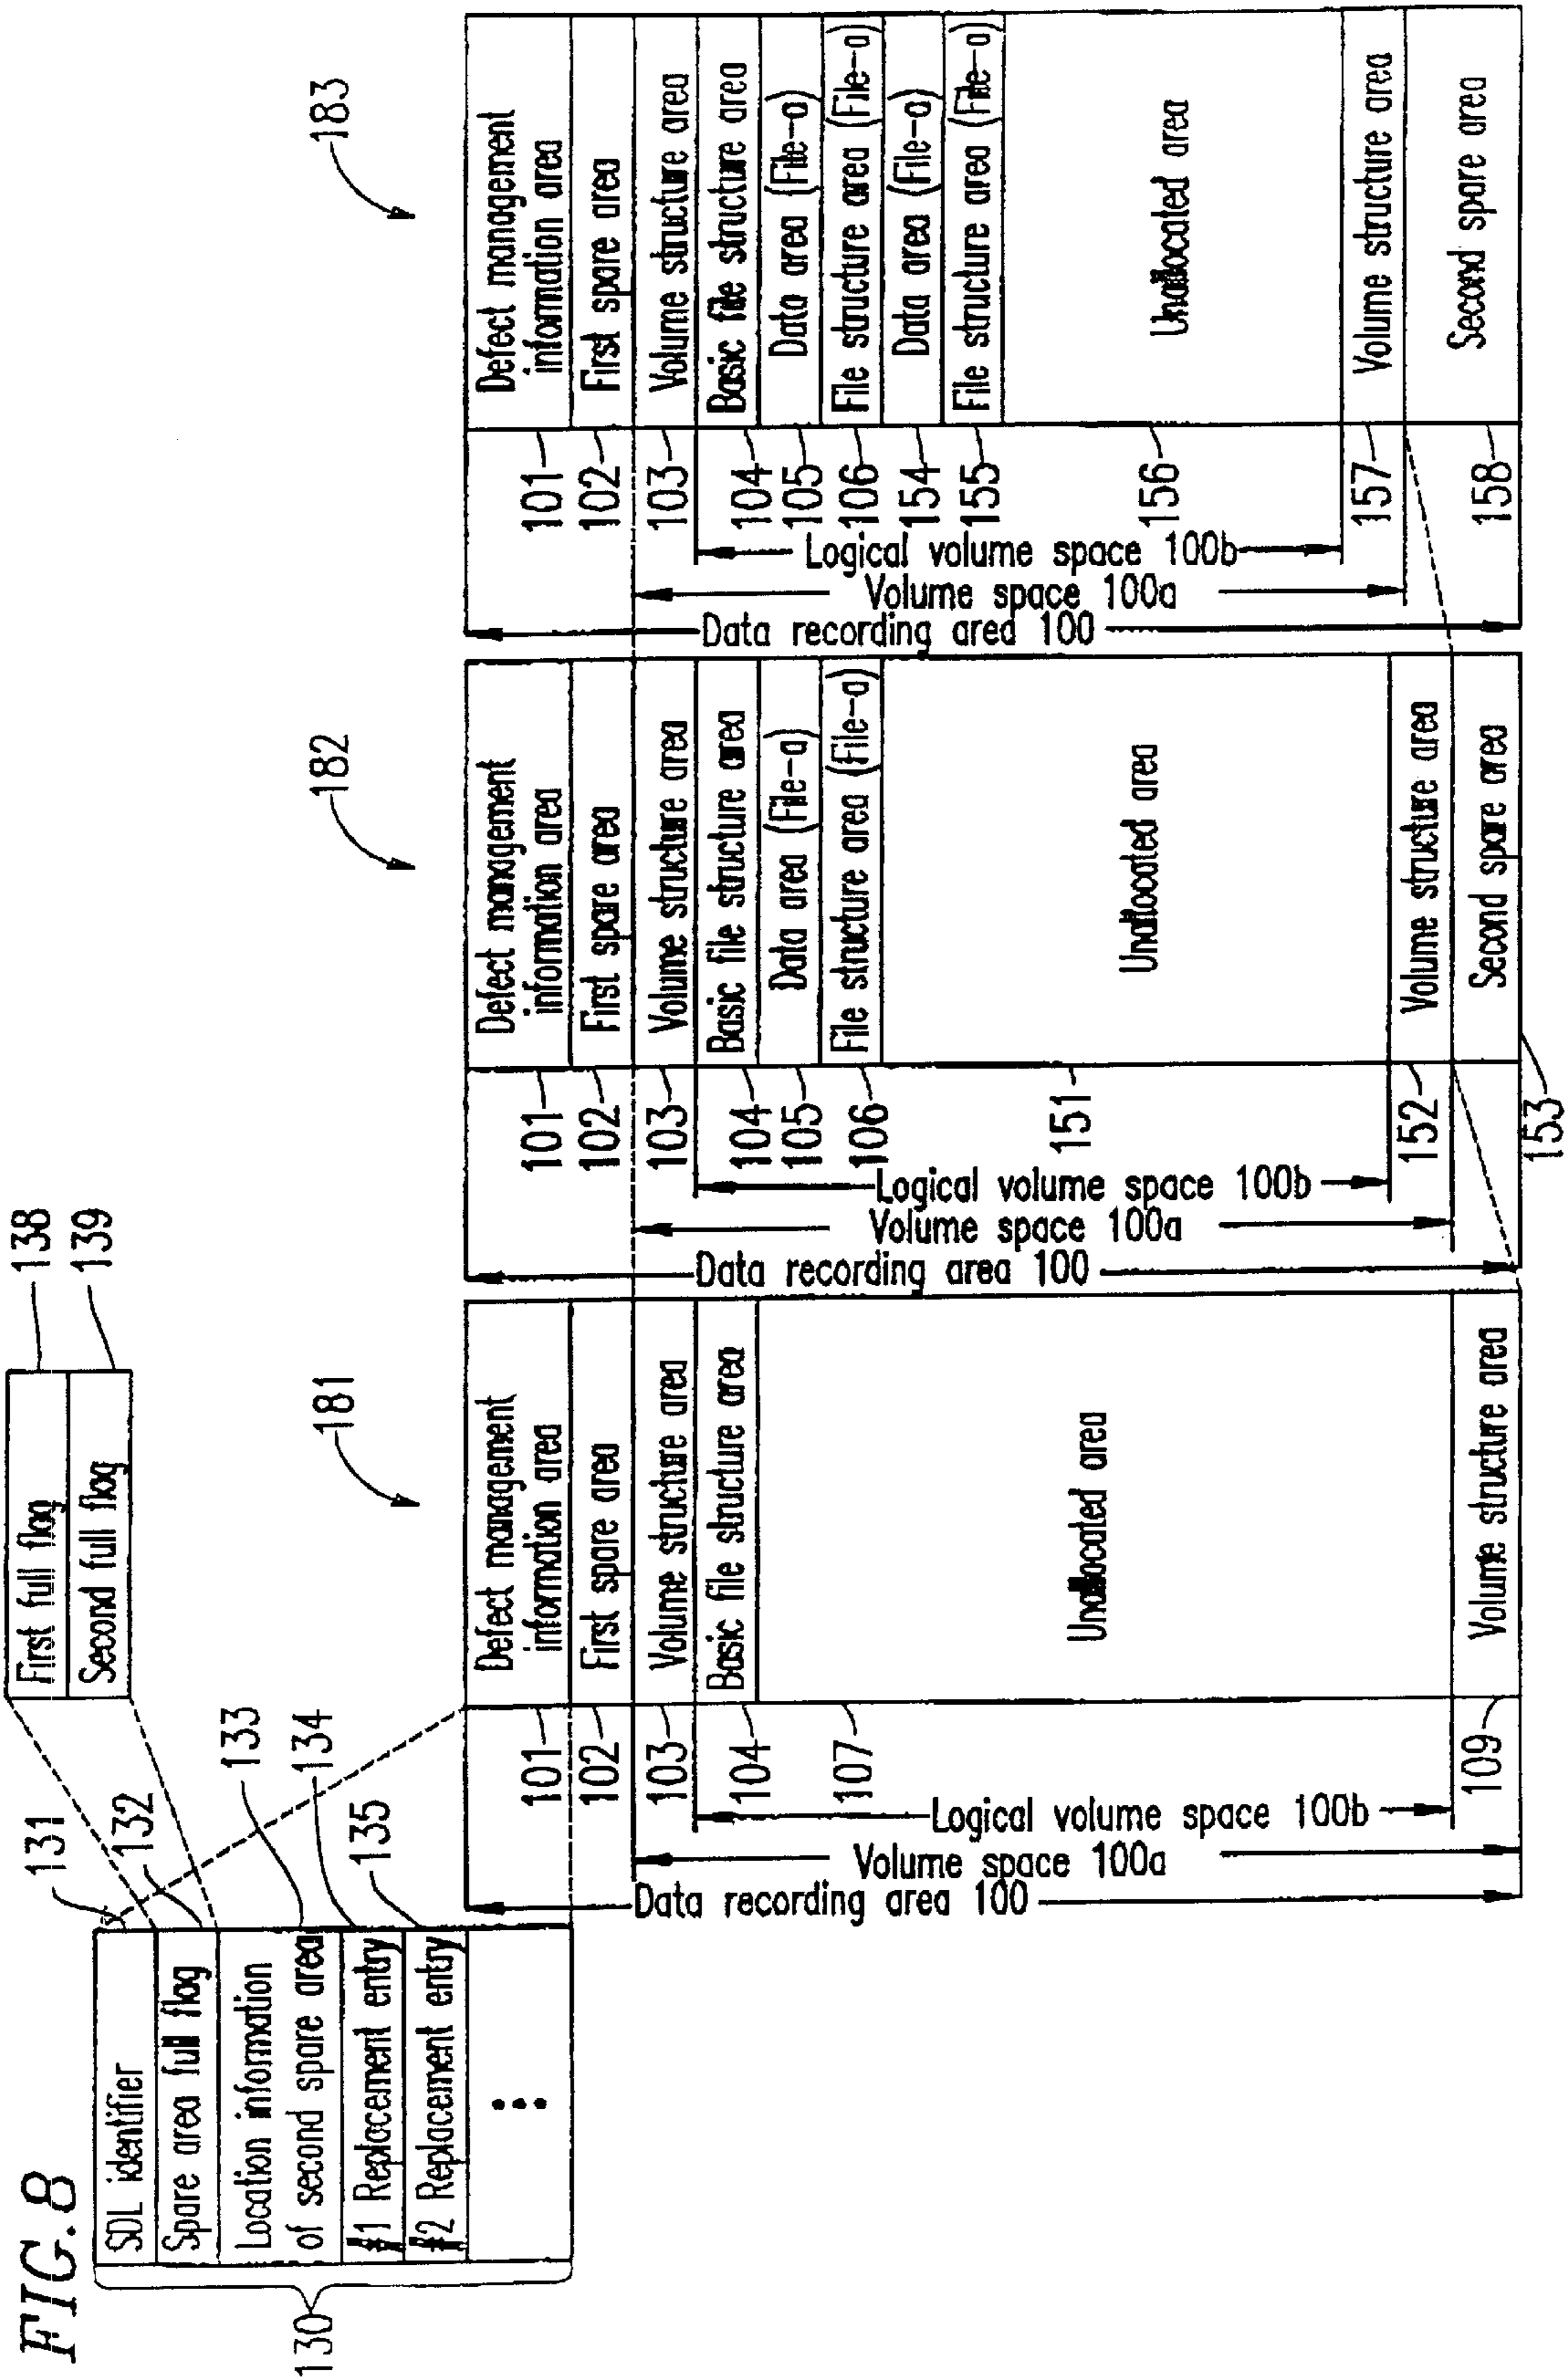 FIG.8
130
SDL identifier
Spare area full flag
Location information
of second spare area
#1 Replacement entry
#2 Replacement entry
131
132
133
134
135
First full flag
Second full flag
138
139
181
Defect management
information area
First spare area
Volume structure area
Basic file structure area
Unallocated area
Volume structure area
101
102
103
104
107
109
Logical volume space 100b
Volume space 100a
Data recording area 100
182
Defect management
information area
First spare area
Volume structure area
Basic file structure area
Data area (File-a)
File structure area (File-a)
Unallocated area
Volume structure area
Second spare area
101
102
103
104
105
106
151
152
153
Logical volume space 100b
Volume space 100a
Data recording area 100
183
Defect management
information area
First spare area
Volume structure area
Basic file structure area
Data area (File-a)
File structure area (File-a)
Data area (File-a)
File structure area (File-a)
Unallocated area
Volume structure area
Second spare area
101
102
103
104
105
106
154
155
156
157
158
Logical volume space 100b
Volume space 100a
Data recording area 100